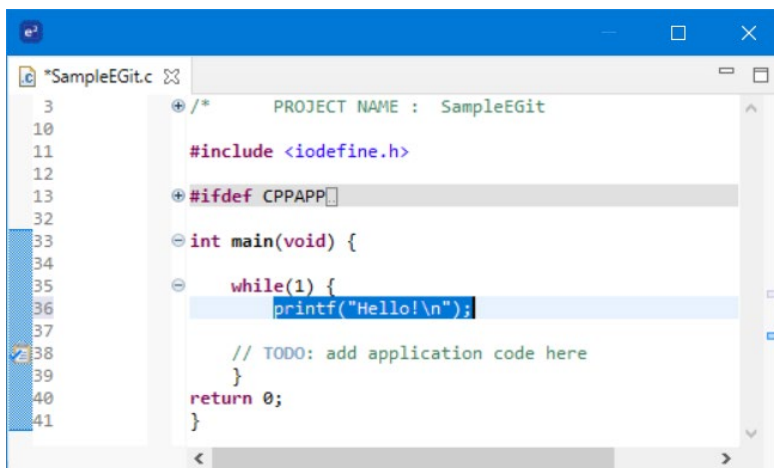 e²
*SampleEGit.c
3 /* PROJECT NAME : SampleEGit
10
11 #include <iodefine.h>
12
13 #ifdef CPPAPP
32
33 int main(void) {
34
35 while(1) {
36 printf("Hello!\n");
37
38 // TODO: add application code here
39 }
40 return 0;
41 }